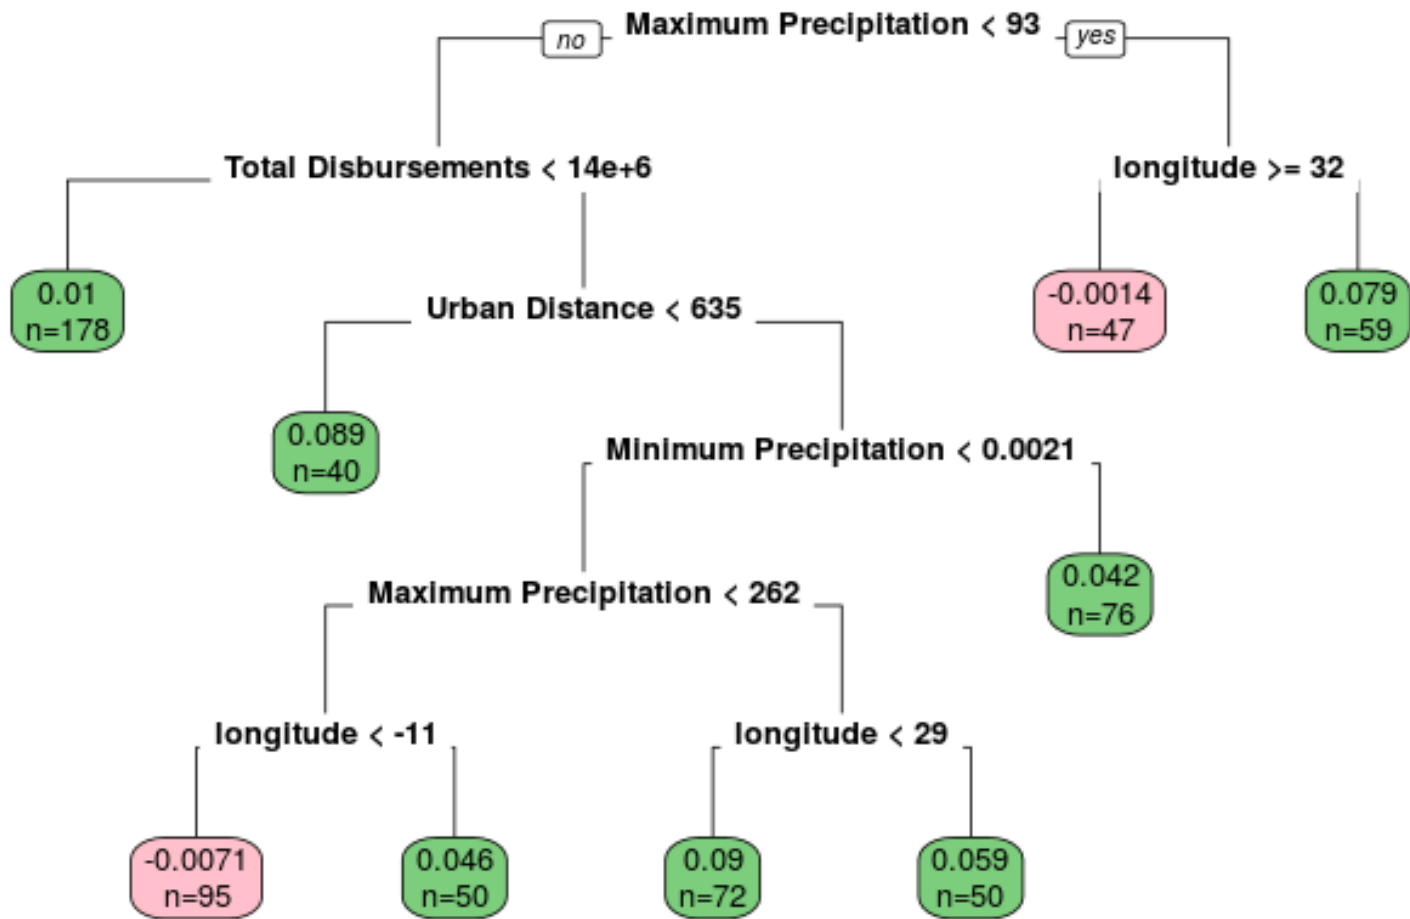 Maximum Precipitation < 93
no
yes
Total Disbursements < 14e+6
longitude >= 32
0.01
n=178
Urban Distance < 635
-0.0014
n=47
0.079
n=59
0.089
n=40
Minimum Precipitation < 0.0021
Maximum Precipitation < 262
0.042
n=76
longitude < -11
longitude < 29
-0.0071
n=95
0.046
n=50
0.09
n=72
0.059
n=50